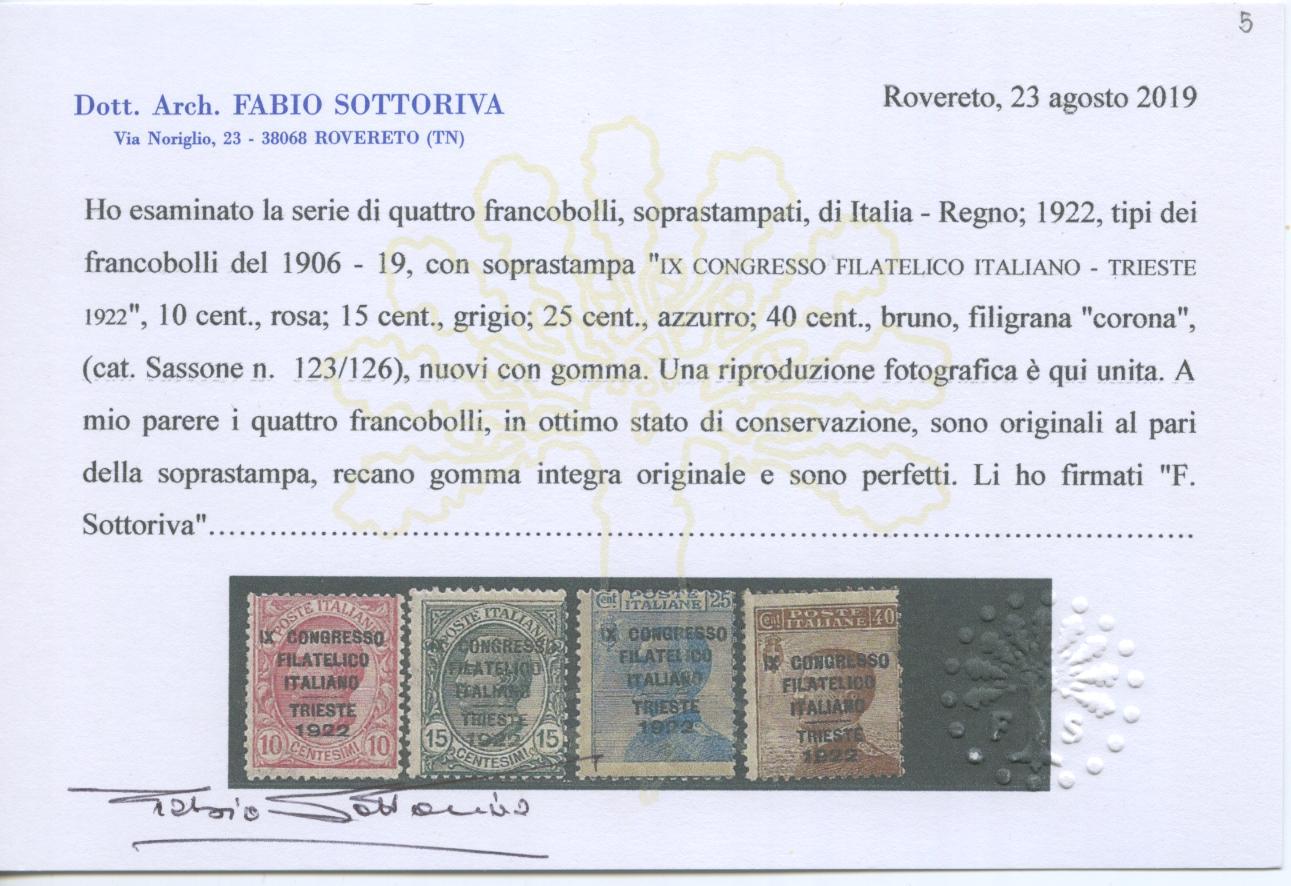 5
Dott. Arch. FABIO SOTTORIVA
Via Noriglio, 23 - 38068 ROVERETO (TN)
Rovereto, 23 agosto 2019
Ho esaminato la serie di quattro francobolli, soprastampati, di Italia - Regno; 1922, tipi dei
francobolli del 1906 - 19, con soprastampa "IX CONGRESSO FILATELICO ITALIANO - TRIESTE
1922", 10 cent., rosa; 15 cent., grigio; 25 cent., azzurro; 40 cent., bruno, filigrana "corona",
(cat. Sassone n. 123/126), nuovi con gomma. Una riproduzione fotografica è qui unita. A
mio parere i quattro francobolli, in ottimo stato di conservazione, sono originali al pari
della soprastampa, recano gomma integra originale e sono perfetti. Li ho firmati "F.
Sottoriva"..........................................................................................
POSTE ITALIANE
IX CONGRESSO
FILATELICO
ITALIANO
TRIESTE
1922
10 CENTESIMI 10
POSTE ITALIANE
IX CONGRESSO
FILATELICO
ITALIANO
TRIESTE
1922
15 CENTESIMI 15
Cent ITALIANE 25
IX CONGRESSO
FILATELICO
ITALIANO
TRIESTE
1922
Cent POSTE ITALIANE 40
IX CONGRESSO
FILATELICO
ITALIANO
TRIESTE
1922
F S
Fabio Sottoriva